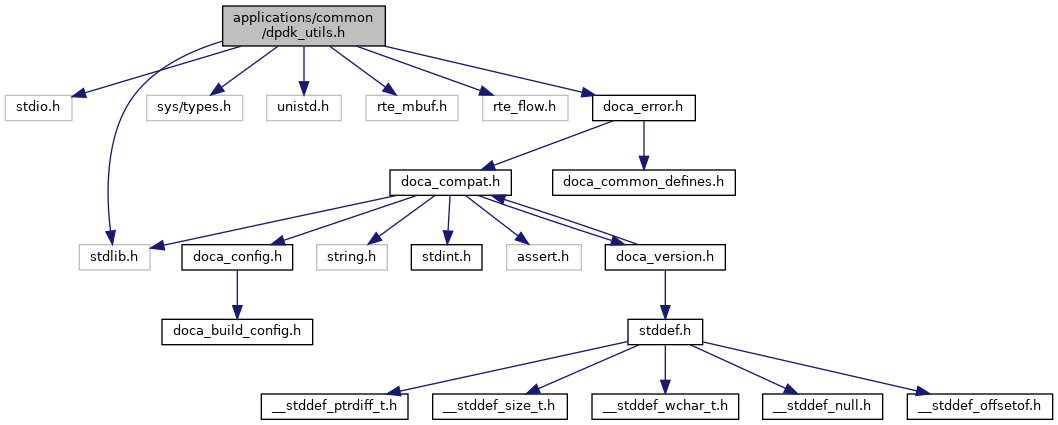 applications/common
/dpdk_utils.h
stdio.h
sys/types.h
unistd.h
rte_mbuf.h
rte_flow.h
doca_error.h
doca_compat.h
doca_common_defines.h
stdlib.h
doca_config.h
string.h
stdint.h
assert.h
doca_version.h
doca_build_config.h
stddef.h
__stddef_ptrdiff_t.h
__stddef_size_t.h
__stddef_wchar_t.h
__stddef_null.h
__stddef_offsetof.h